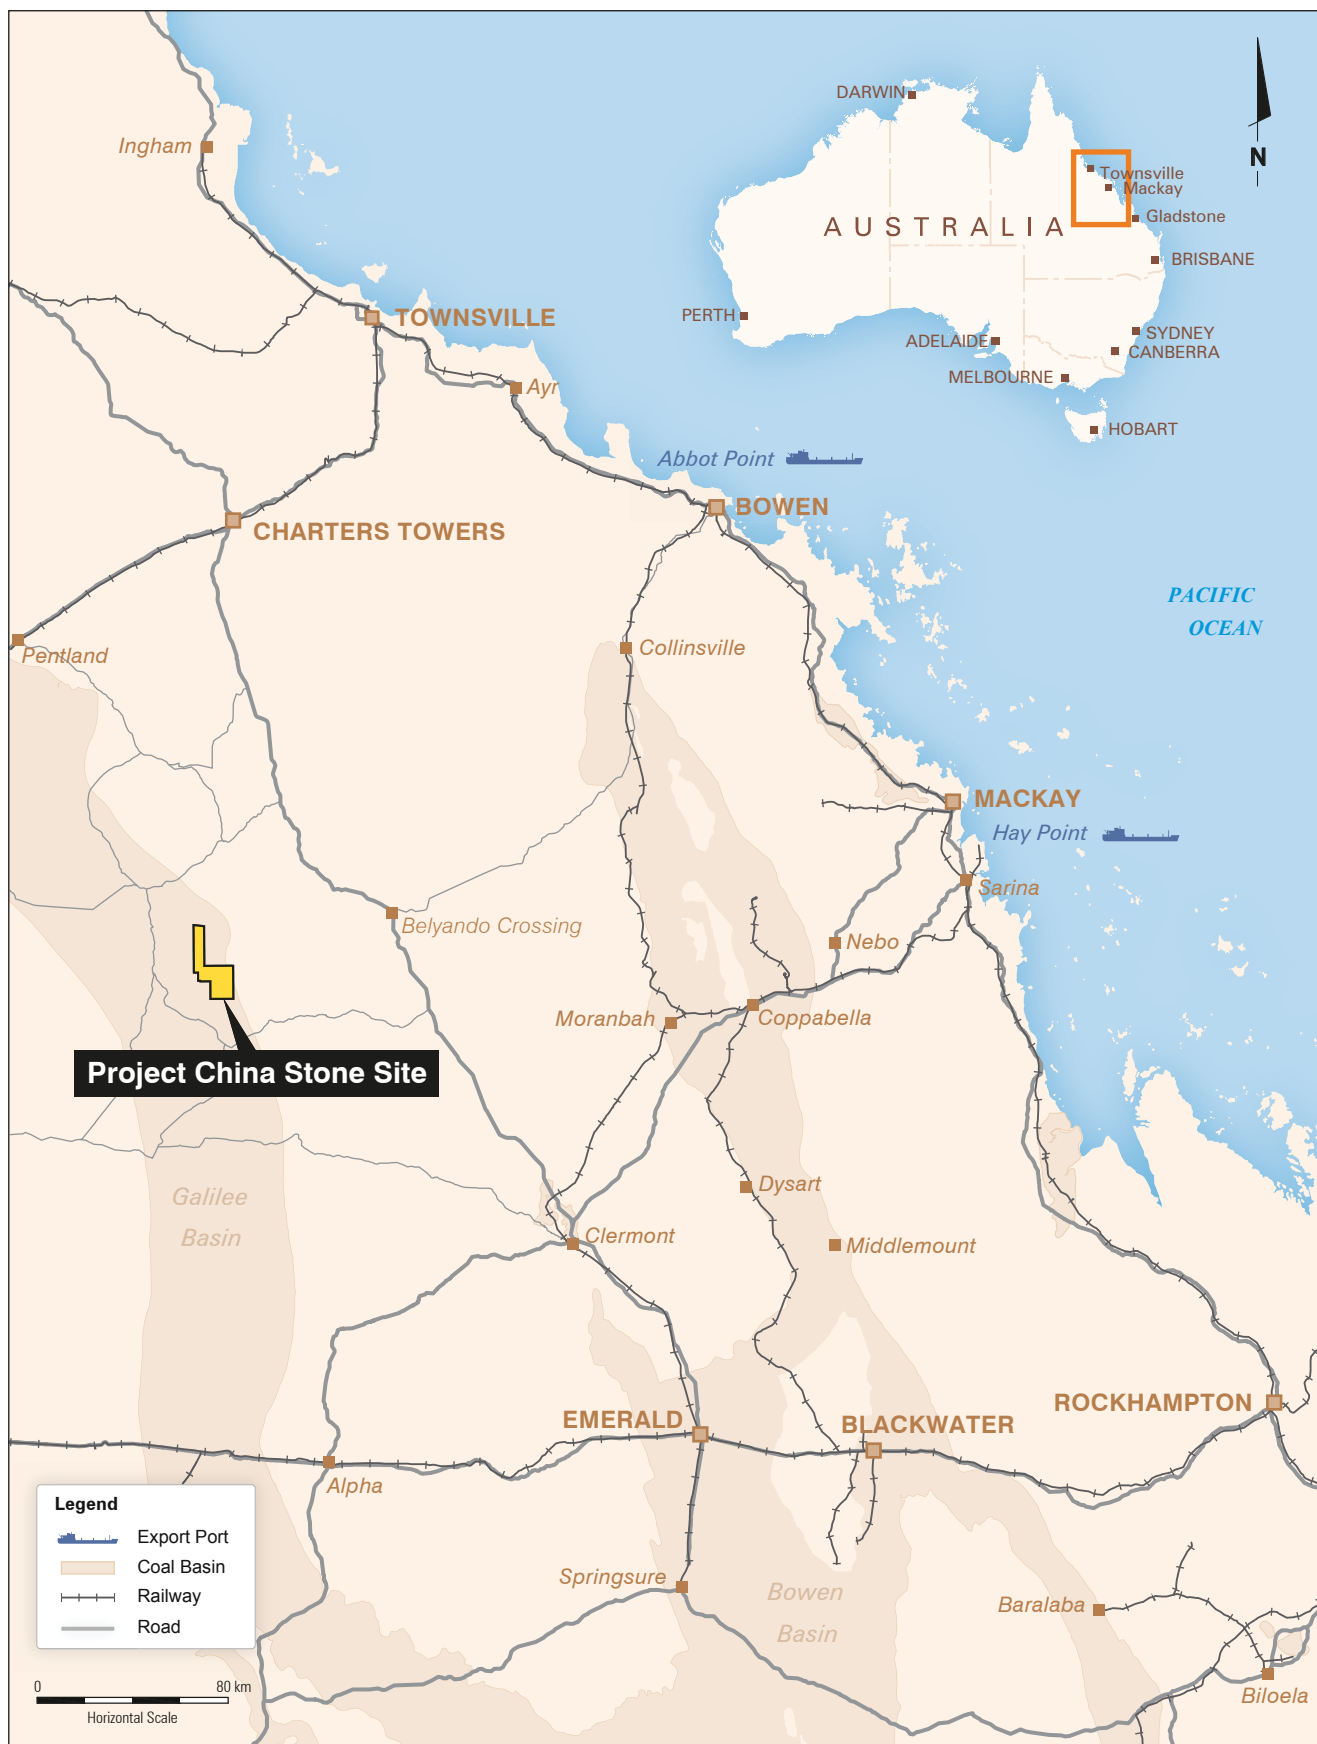 DARWIN
N
Ingham
Townsville
Mackay
Gladstone
AUSTRALIA
BRISBANE
PERTH
TOWNSVILLE
SYDNEY
ADELAIDE
CANBERRA
MELBOURNE
Ayr
HOBART
Abbot Point
BOWEN
CHARTERS TOWERS
PACIFIC
OCEAN
Collinsville
Pentland
MACKAY
Hay Point
Sarina
Belyando Crossing
Nebo
Moranbah
Coppabella
Project China Stone Site
Dysart
Galilee
Basin
Clermont
Middlemount
ROCKHAMPTON
EMERALD
BLACKWATER
Alpha
Legend
Export Port
Coal Basin
Railway
Road
Springsure
Bowen
Basin
Baralaba
0
80 km
Horizontal Scale
Biloela